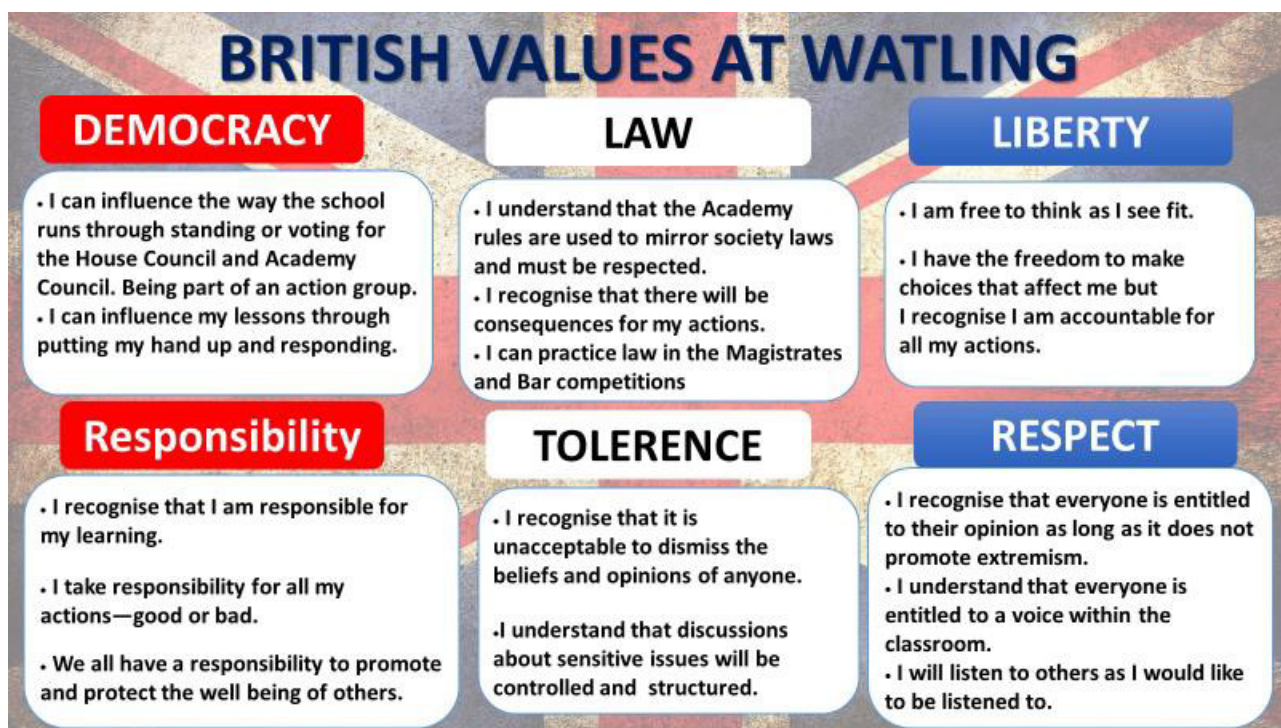 BRITISH VALUES AT WATLING
DEMOCRACY
• I can influence the way the school
runs through standing or voting for
the House Council and Academy
Council. Being part of an action group.
• I can influence my lessons through
putting my hand up and responding.
LAW
• I understand that the Academy
rules are used to mirror society laws
and must be respected.
• I recognise that there will be
consequences for my actions.
• I can practice law in the Magistrates
and Bar competitions
LIBERTY
• I am free to think as I see fit.
• I have the freedom to make
choices that affect me but
I recognise I am accountable for
all my actions.
Responsibility
• I recognise that I am responsible for
my learning.
• I take responsibility for all my
actions—good or bad.
• We all have a responsibility to promote
and protect the well being of others.
TOLERENCE
• I recognise that it is
unacceptable to dismiss the
beliefs and opinions of anyone.
•I understand that discussions
about sensitive issues will be
controlled and structured.
RESPECT
• I recognise that everyone is entitled
to their opinion as long as it does not
promote extremism.
• I understand that everyone is
entitled to a voice within the
classroom.
• I will listen to others as I would like
to be listened to.